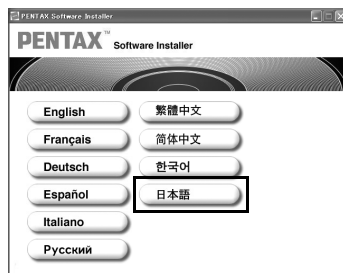 PENTAX Software Installer
PENTAX™ Software Installer
English
Français
Deutsch
Español
Italiano
Русский
繁體中文
简体中文
한국어
日本語